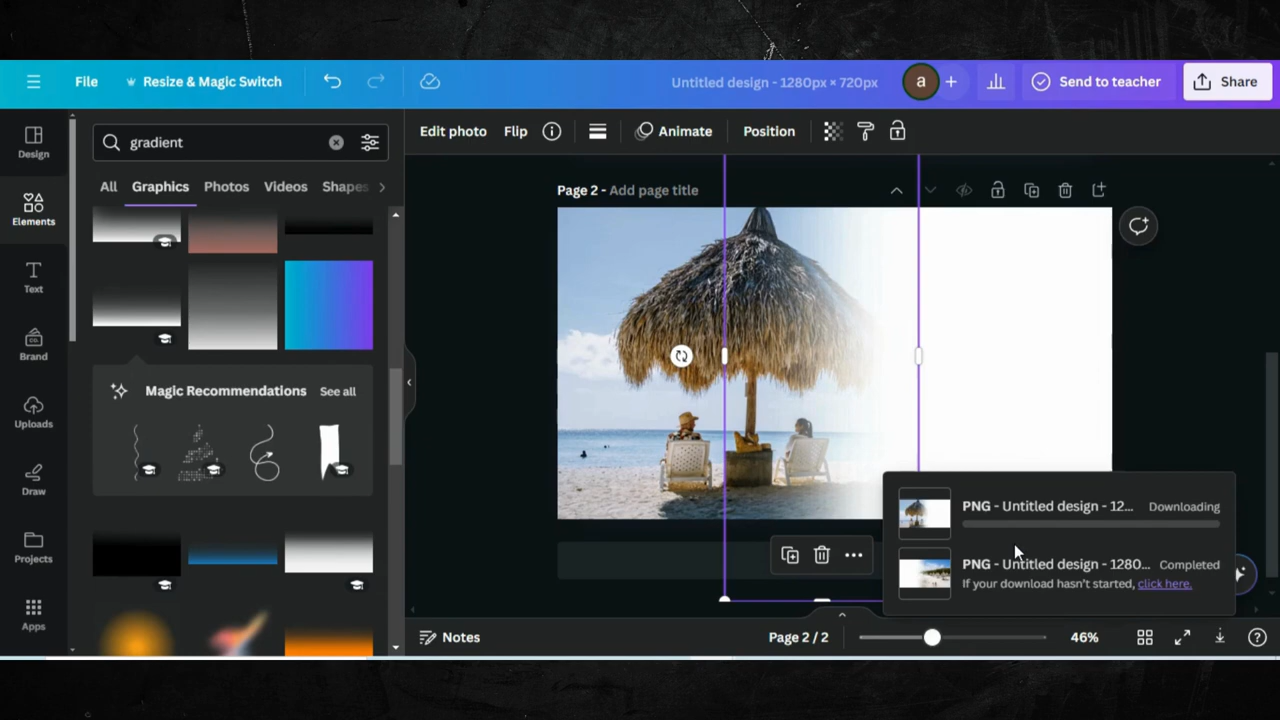 File
Resize & Magic Switch
Untitled design - 1280px × 720px
a
Send to teacher
Share
Design
Elements
Text
Brand
Uploads
Draw
Projects
Apps
gradient
All
Graphics
Photos
Videos
Shapes
Magic Recommendations
See all
Edit photo
Flip
Animate
Position
Page 2 - Add page title
PNG - Untitled design - 12...
Downloading
PNG - Untitled design - 1280...
Completed
If your download hasn't started, click here.
Notes
Page 2 / 2
46%